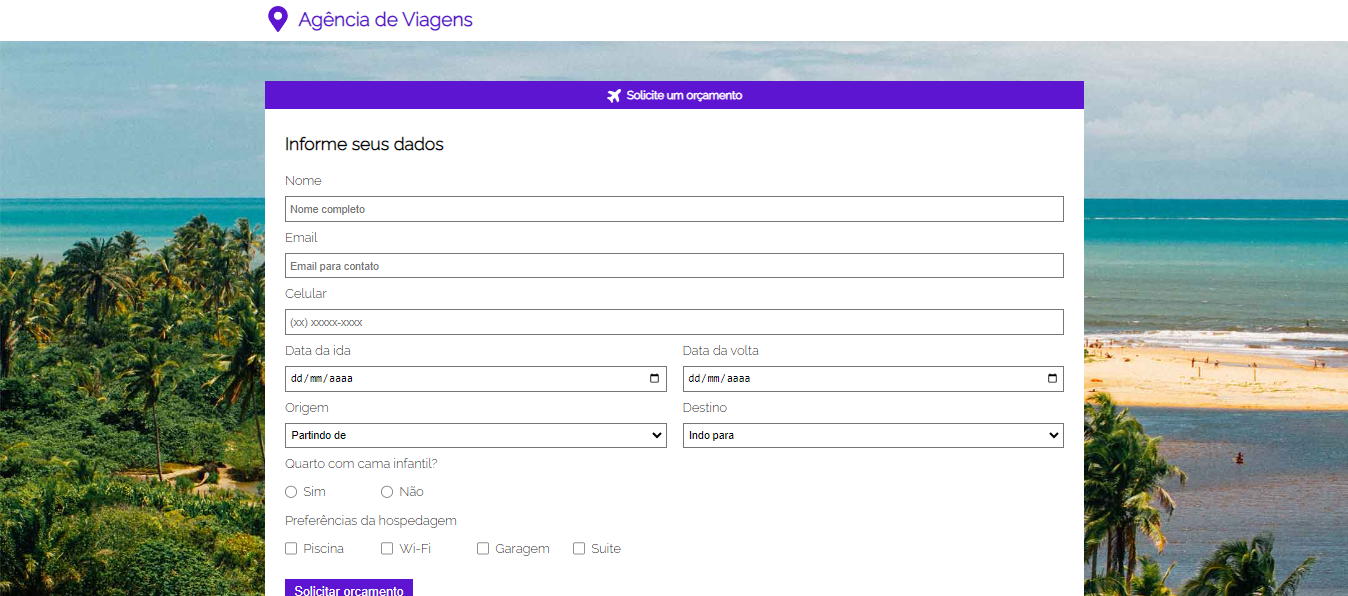 Agência de Viagens
Solicite um orçamento
Informe seus dados
Nome
Nome completo
Email
Email para contato
Celular
(xx) xxxxx-xxxx
Data da ida Data da volta
dd/mm/aaaa dd/mm/aaaa
Origem Destino
Partindo de Indo para
Quarto com cama infantil?
Sim Não
Preferências da hospedagem
Piscina Wi-Fi Garagem Suite
Solicitar orçamento